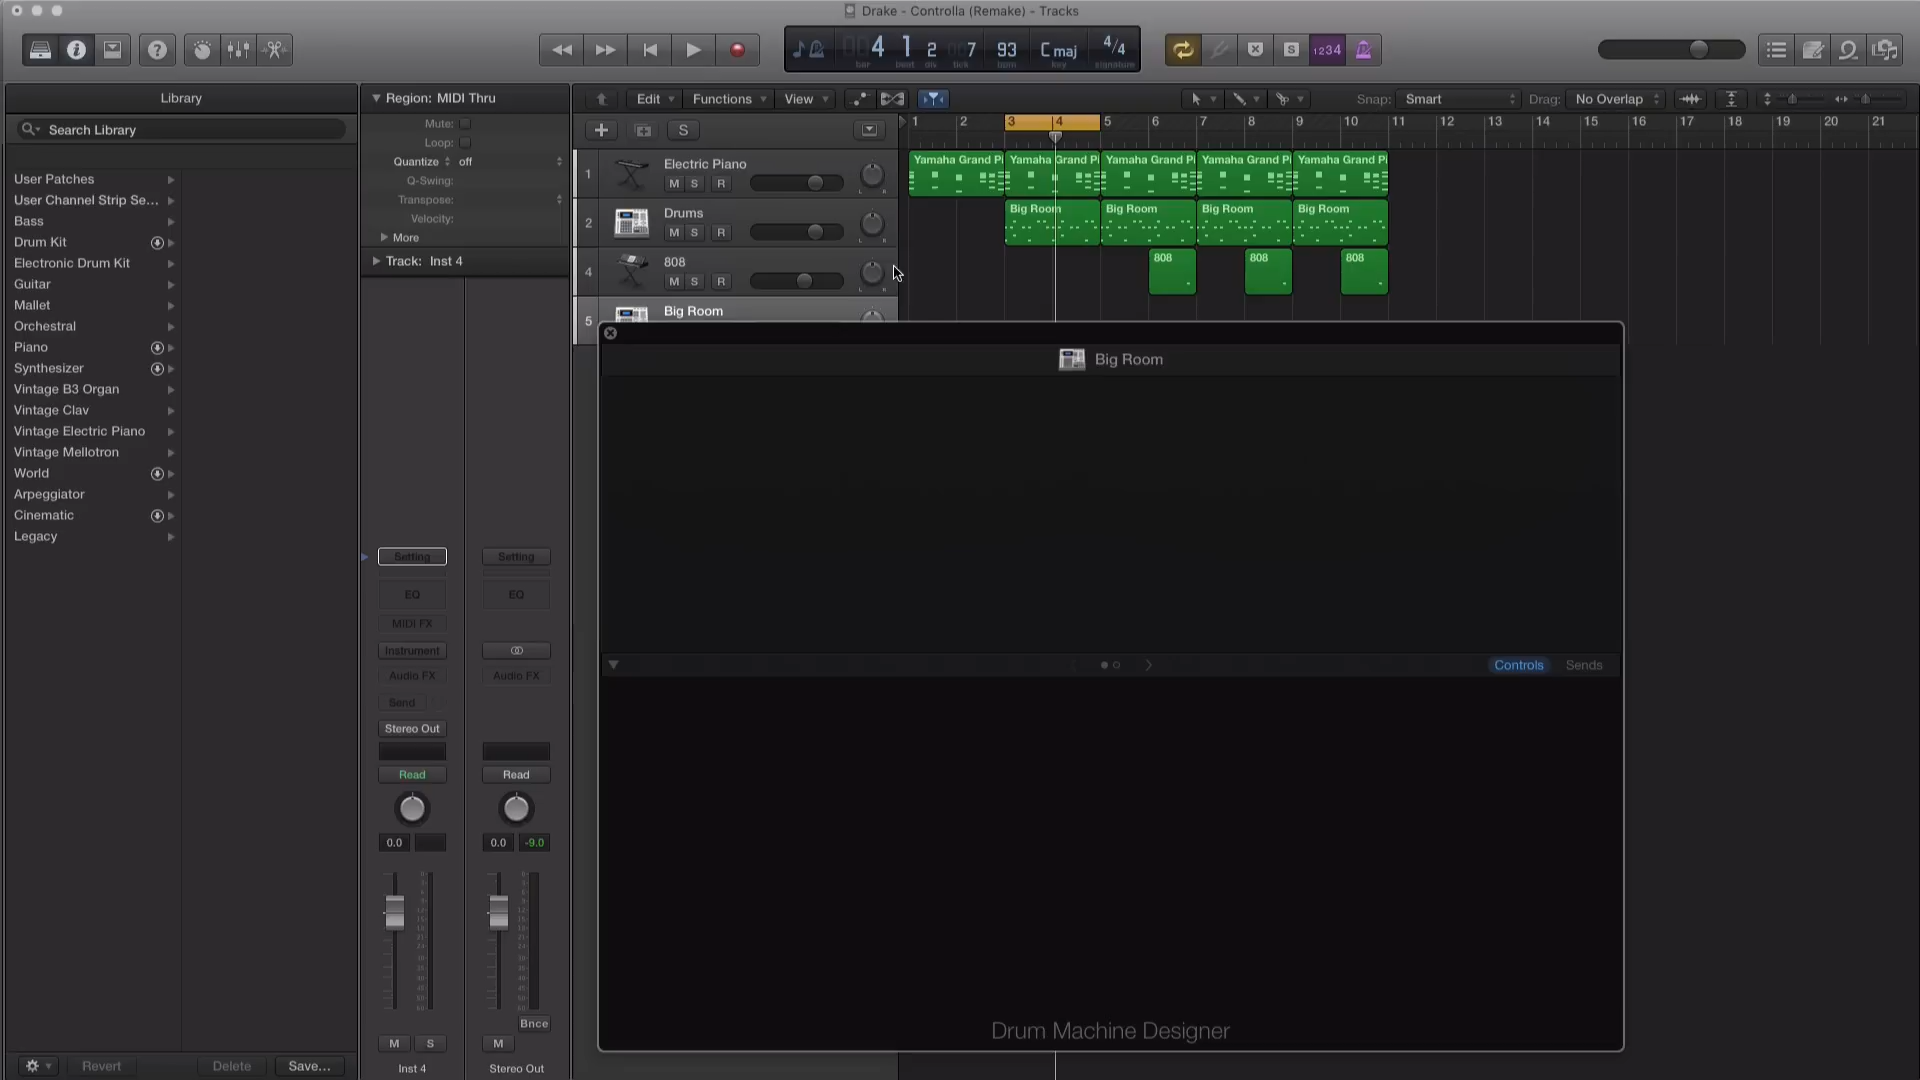 Drake - Controlla (Remake) - Tracks
4 1 2 7 93 C maj 4/4
bar beat div tick bpm key signature
1234
Library
Region: MIDI Thru
Edit Functions View Snap: Smart Drag: No Overlap
Search Library
Mute:
Loop:
Quantize off
Q-Swing:
Transpose:
Velocity:
More
Track: Inst 4
S
1 2 3 4 5 6 7 8 9 10 11 12 13 14 15 16 17 18 19 20 21
User Patches
User Channel Strip Se...
Bass
Drum Kit
Electronic Drum Kit
Guitar
Mallet
Orchestral
Piano
Synthesizer
Vintage B3 Organ
Vintage Clav
Vintage Electric Piano
Vintage Mellotron
World
Arpeggiator
Cinematic
Legacy
1 Electric Piano
M S R
Yamaha Grand Pi Yamaha Grand Pi Yamaha Grand Pi Yamaha Grand Pi Yamaha Grand Pi
2 Drums
M S R
Big Room Big Room Big Room Big Room
4 808
M S R
808 808 808
5 Big Room
Big Room
Controls Sends
Drum Machine Designer
Setting Setting
EQ EQ
MIDI FX
Instrument
Audio FX Audio FX
Send
Stereo Out
Read Read
0.0 0.0 -9.0
Bnce
M S M
Inst 4 Stereo Out
Revert Delete Save...